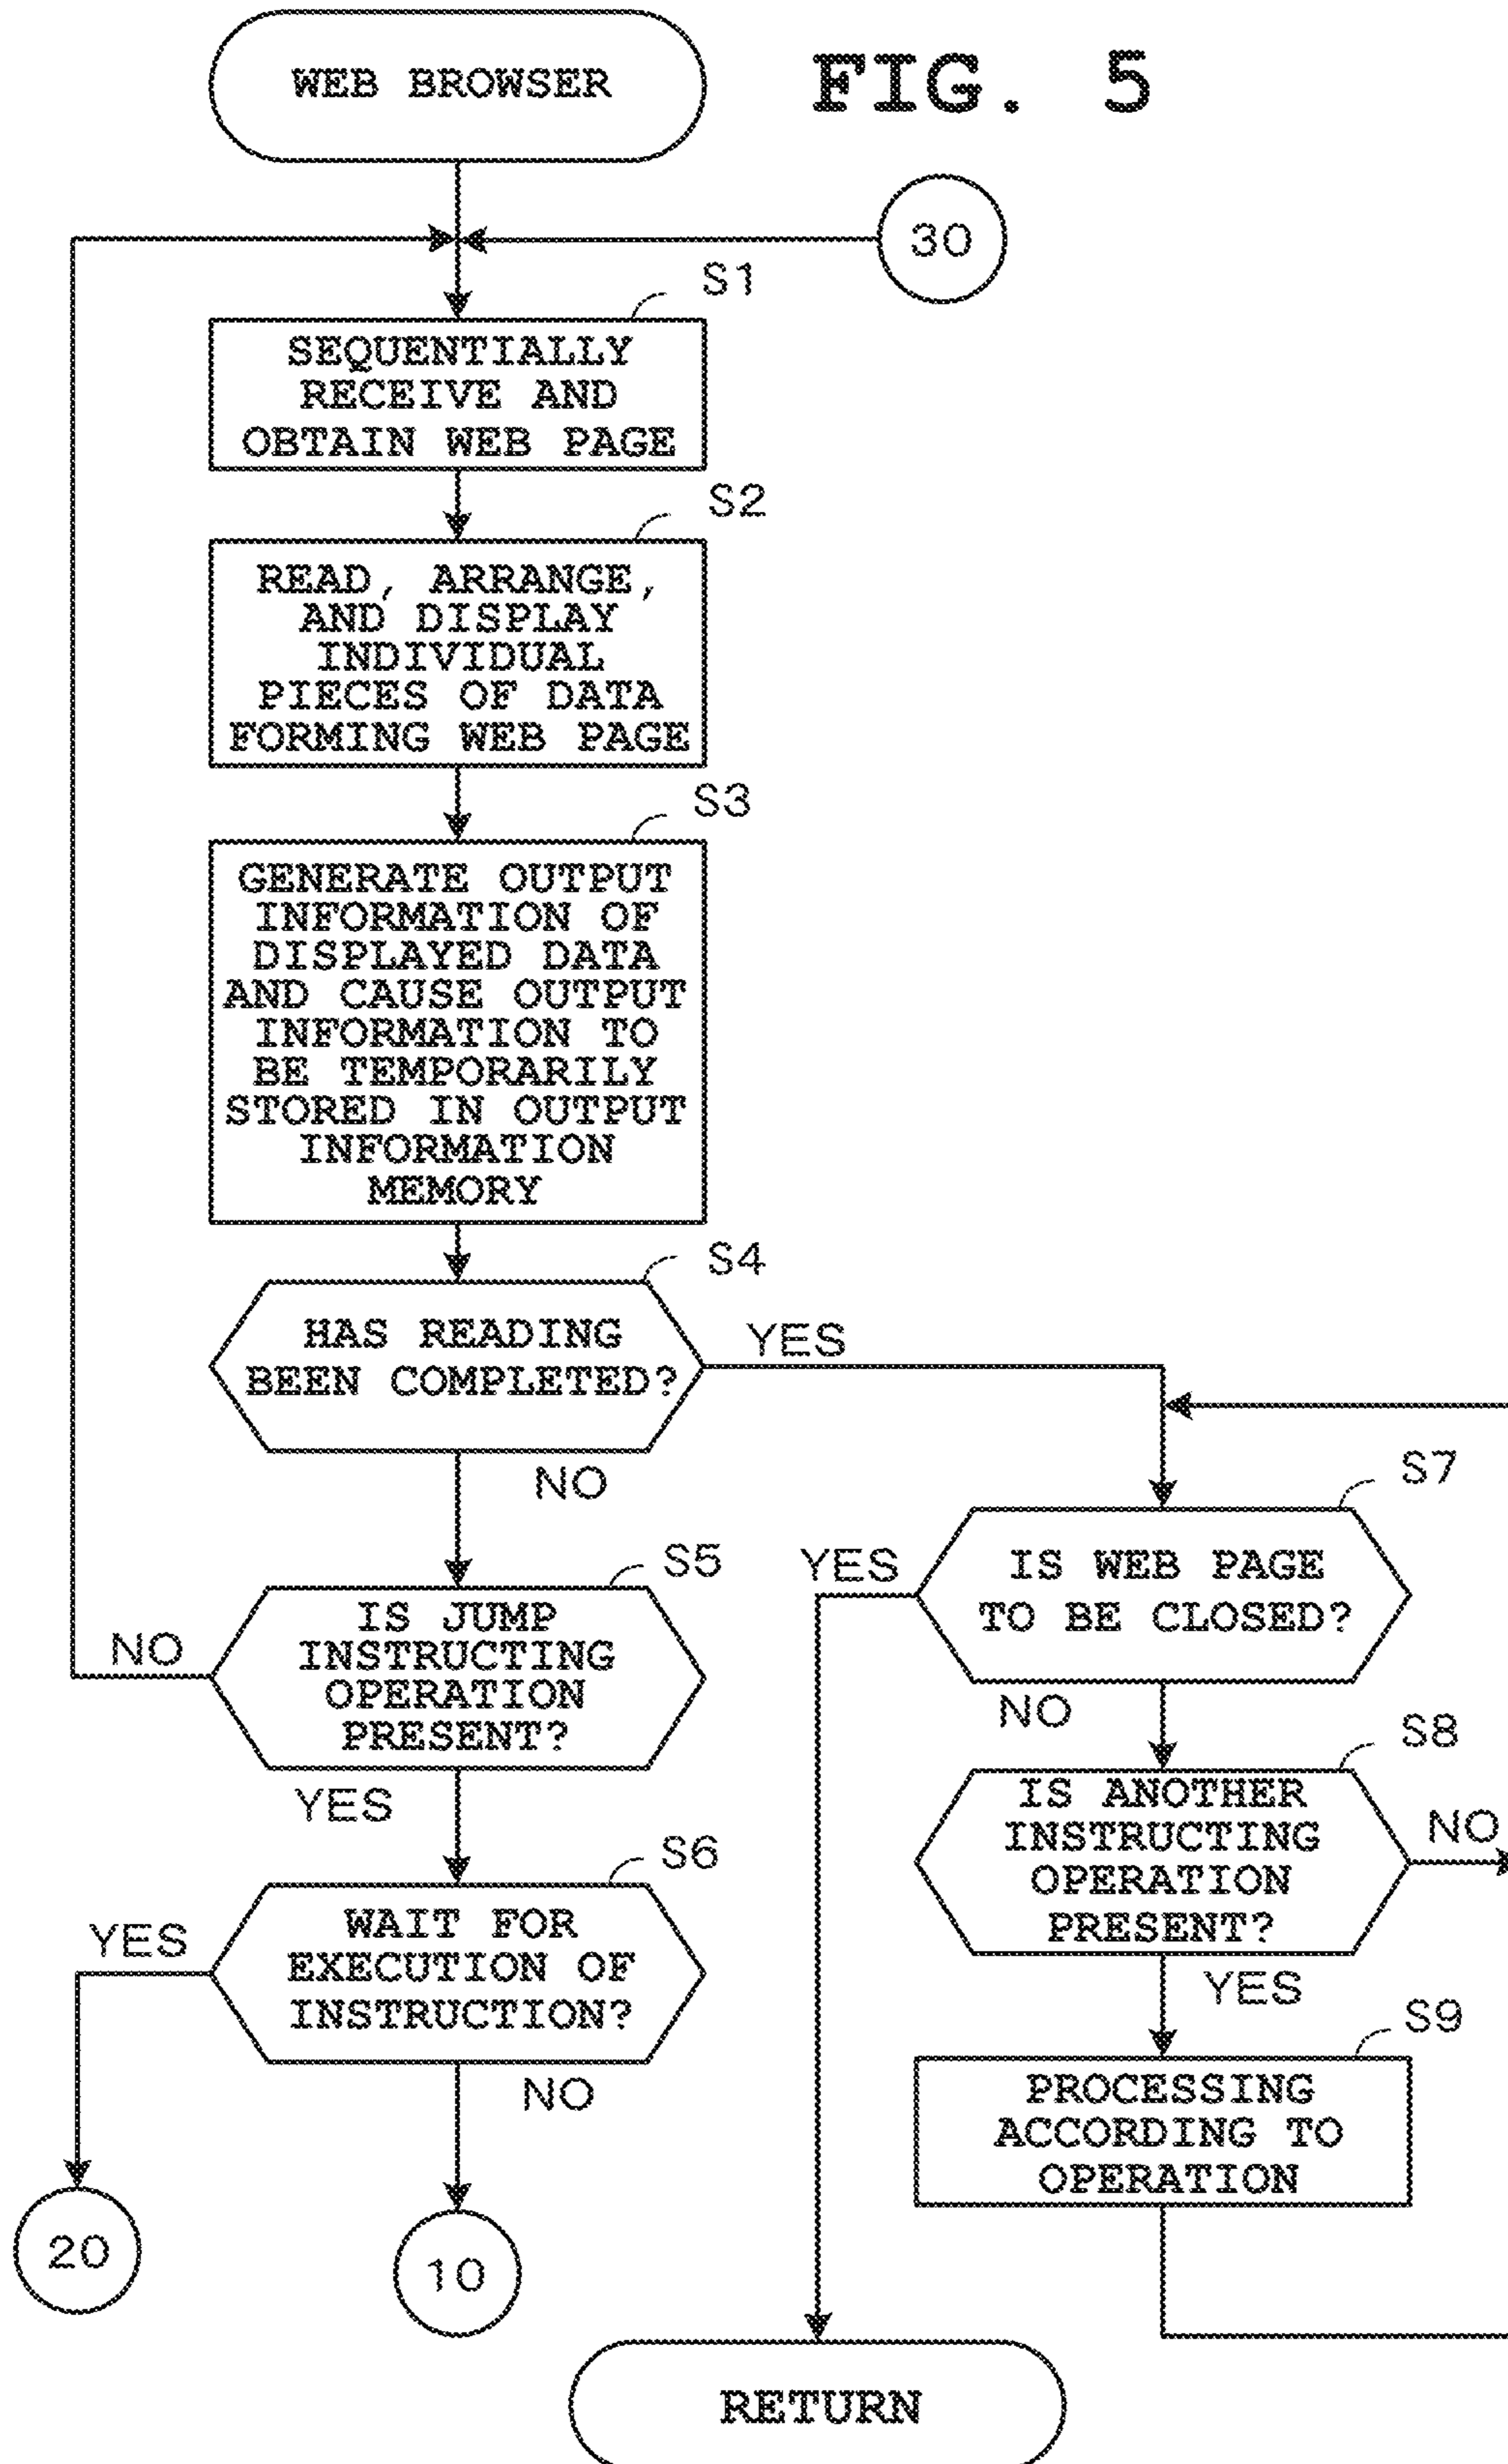 WEB BROWSER
FIG. 5
30
S1
SEQUENTIALLY
RECEIVE AND
OBTAIN WEB PAGE
S2
READ, ARRANGE,
AND DISPLAY
INDIVIDUAL
PIECES OF DATA
FORMING WEB PAGE
S3
GENERATE OUTPUT
INFORMATION OF
DISPLAYED DATA
AND CAUSE OUTPUT
INFORMATION TO
BE TEMPORARILY
STORED IN OUTPUT
INFORMATION
MEMORY
S4
HAS READING
BEEN COMPLETED?
YES
NO
S5
IS JUMP
INSTRUCTING
OPERATION
PRESENT?
NO
YES
S6
WAIT FOR
EXECUTION OF
INSTRUCTION?
YES
NO
20
10
S7
IS WEB PAGE
TO BE CLOSED?
YES
NO
S8
IS ANOTHER
INSTRUCTING
OPERATION
PRESENT?
NO
YES
S9
PROCESSING
ACCORDING TO
OPERATION
RETURN